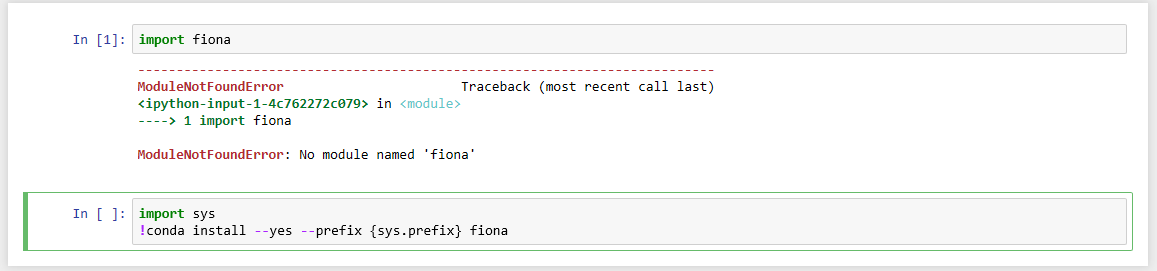 In [1]: import fiona
---------------------------------------------------------------------------
ModuleNotFoundError                       Traceback (most recent call last)
<ipython-input-1-4c762272c079> in <module>
----> 1 import fiona
ModuleNotFoundError: No module named 'fiona'
In [ ]: import sys
!conda install --yes --prefix {sys.prefix} fiona